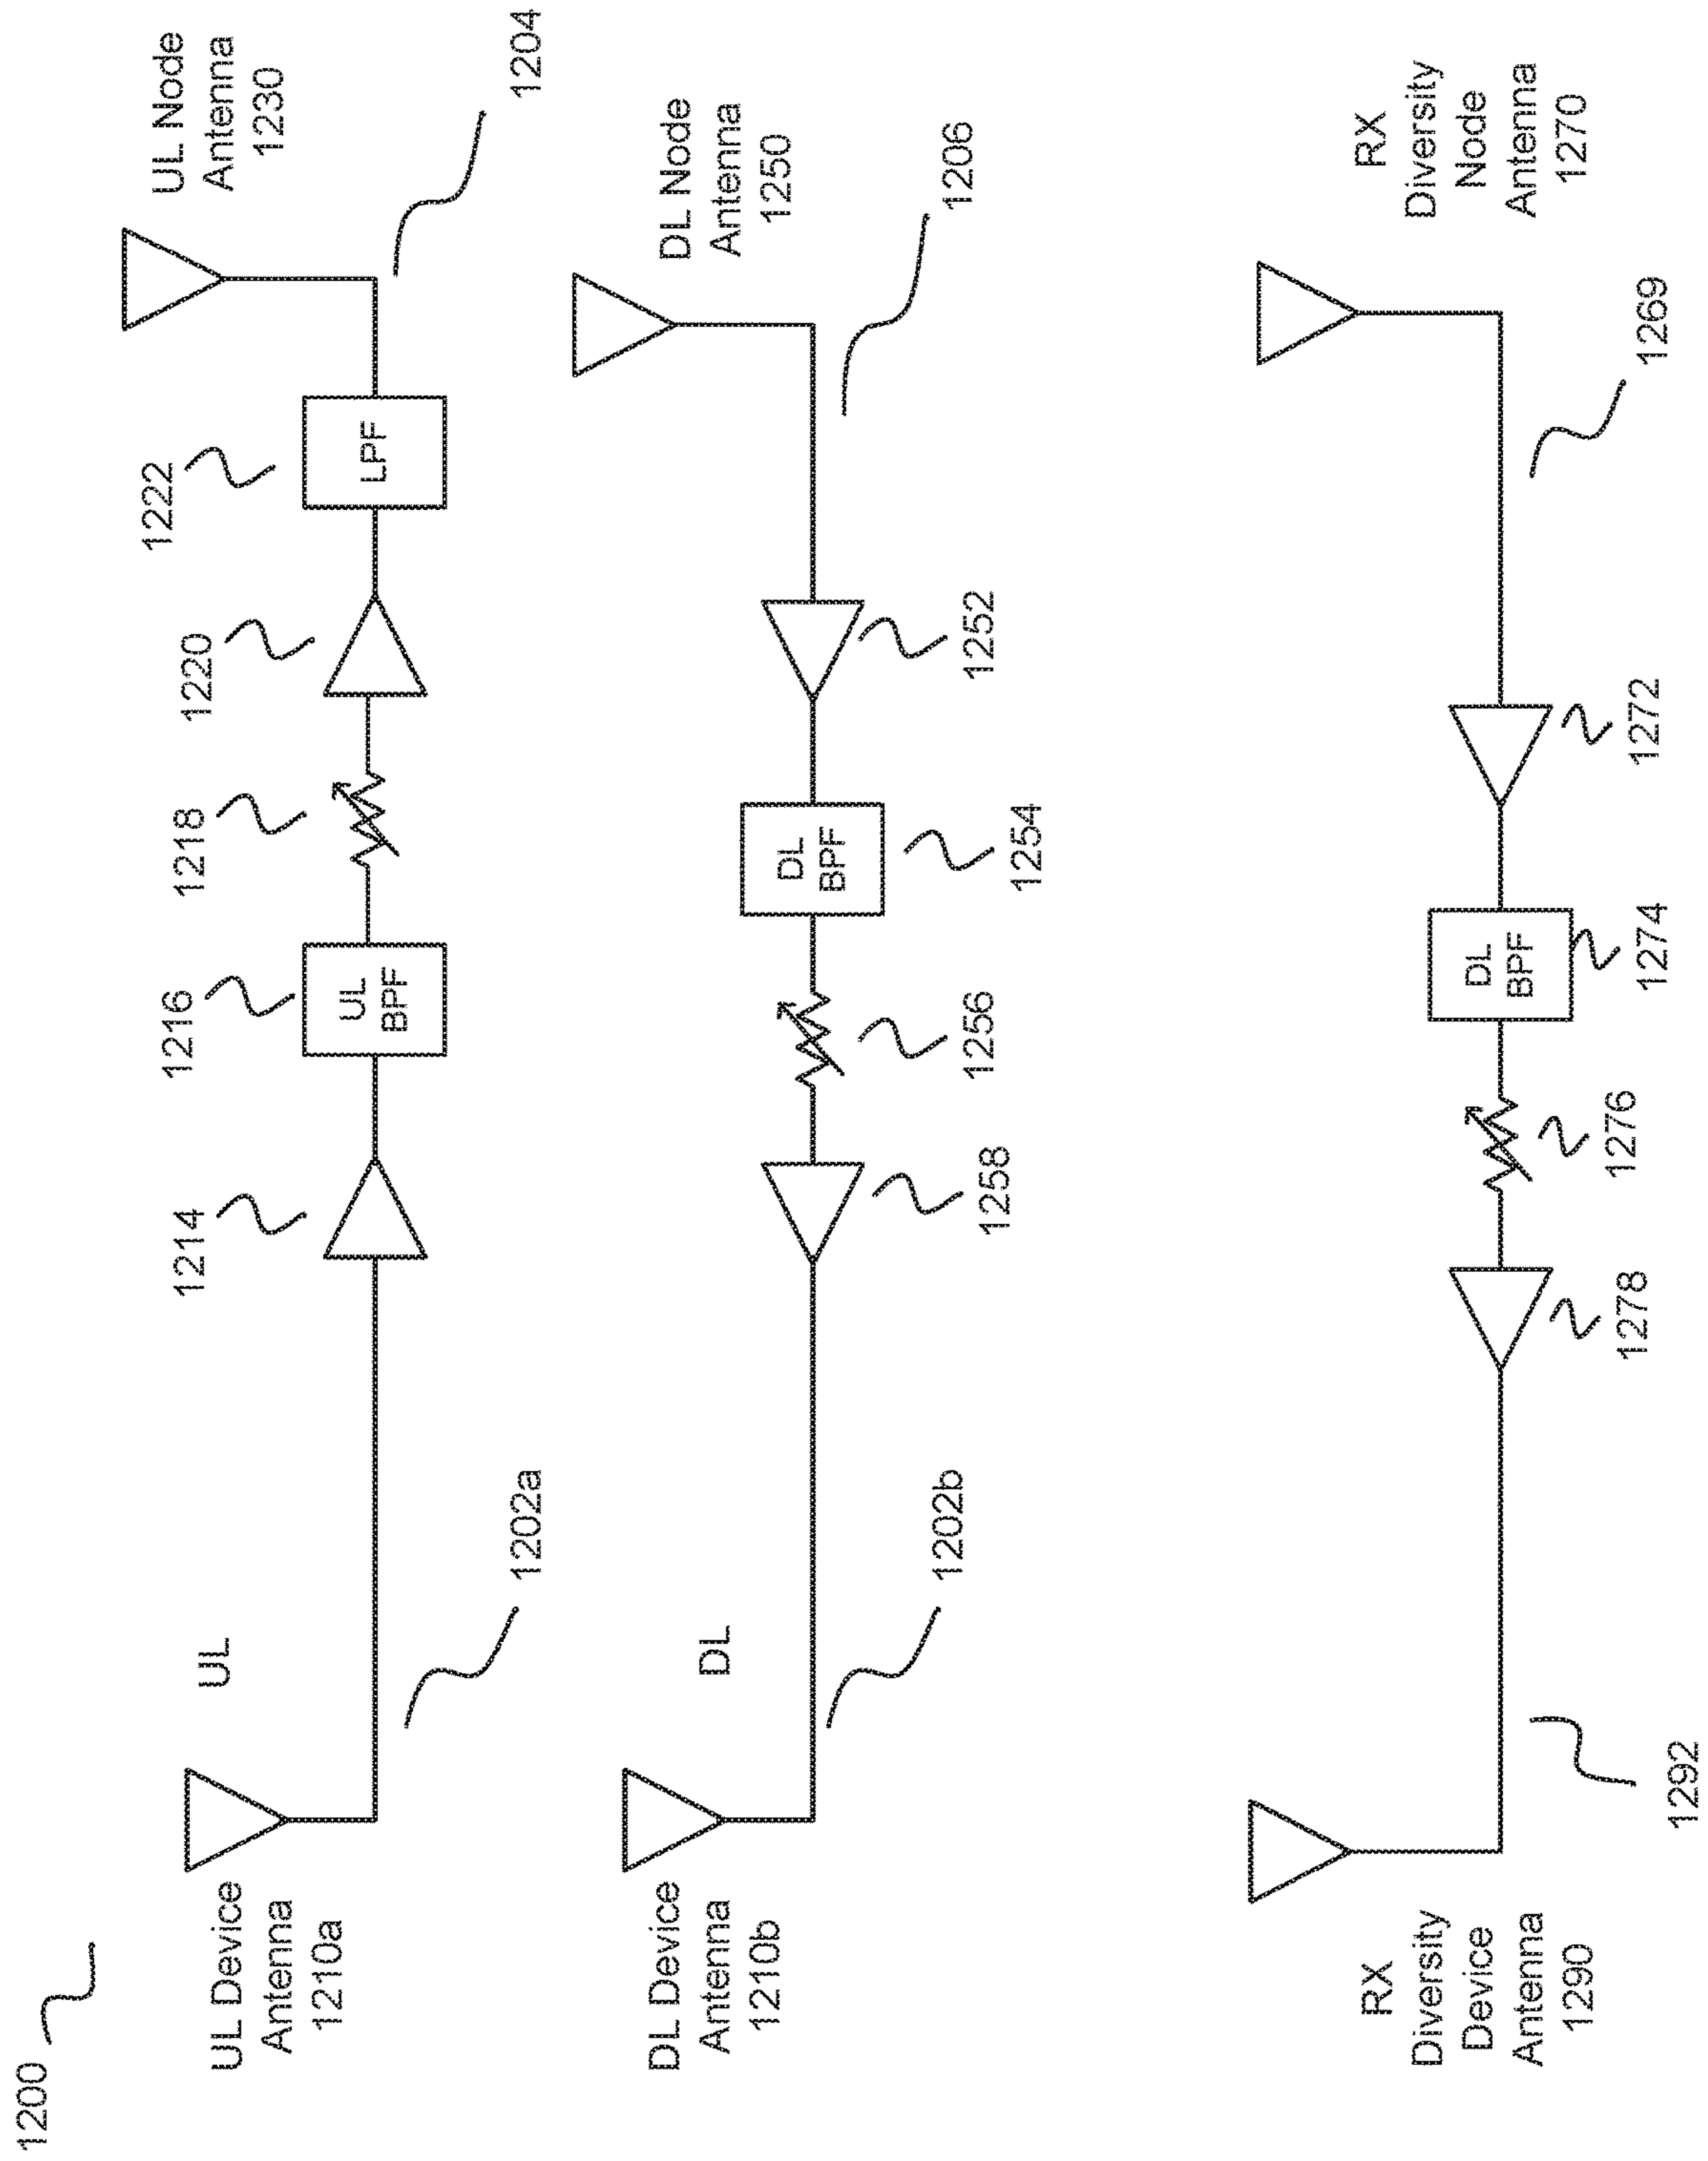 1200
UL Device
Antenna
1210a
UL
1202a
1214
1216
UL
BPF
1218
1220
1222
LPF
UL Node
Antenna
1230
1204
DL Device
Antenna
1210b
DL
1202b
1258
1256
DL
BPF
1254
1252
DL Node
Antenna
1250
1206
RX
Diversity
Device
Antenna
1290
1292
1278
1276
DL
BPF
1274
1272
1269
RX
Diversity
Node
Antenna
1270